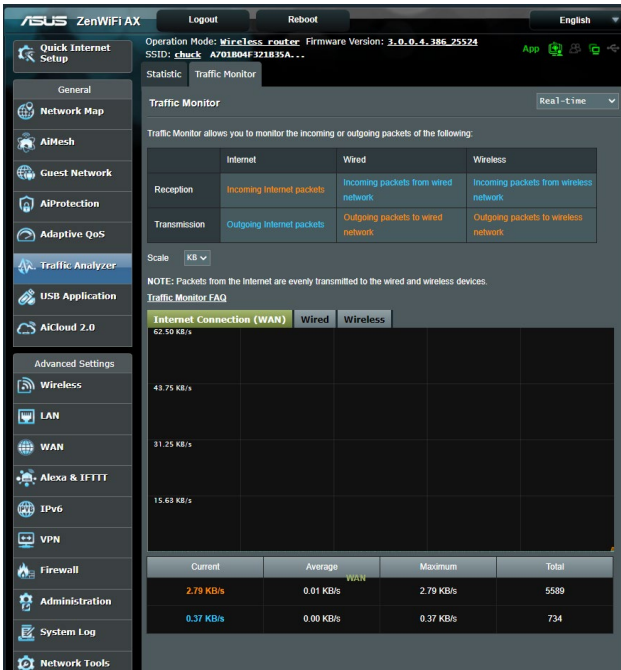 ASUS ZenWiFi AX
Logout
Reboot
English
Quick Internet
Setup
Operation Mode: Wireless router Firmware Version: 3.0.0.4.386_25524
SSID: chuck A701B04F321B35A...
App
Statistic
Traffic Monitor
General
Network Map
AiMesh
Guest Network
AiProtection
Adaptive QoS
Traffic Analyzer
USB Application
AiCloud 2.0
Advanced Settings
Wireless
LAN
WAN
Alexa & IFTTT
IPv6
VPN
Firewall
Administration
System Log
Network Tools
Traffic Monitor
Real-time
Traffic Monitor allows you to monitor the incoming or outgoing packets of the following:
Internet
Wired
Wireless
Reception
Incoming Internet packets
Incoming packets from wired
network
Incoming packets from wireless
network
Transmission
Outgoing Internet packets
Outgoing packets to wired
network
Outgoing packets to wireless
network
Scale
KB
NOTE: Packets from the Internet are evenly transmitted to the wired and wireless devices.
Traffic Monitor FAQ
Internet Connection (WAN)
Wired
Wireless
62.50 KB/s
43.75 KB/s
31.25 KB/s
15.63 KB/s
Current
Average
Maximum
Total
WAN
2.79 KB/s
0.01 KB/s
2.79 KB/s
5589
0.37 KB/s
0.00 KB/s
0.37 KB/s
734